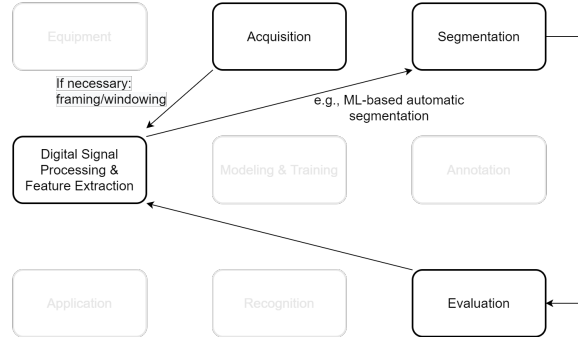 Equipment
Acquisition
Segmentation
If necessary:
framing/windowing
e.g., ML-based automatic
segmentation
Digital Signal
Processing &
Feature Extraction
Modeling & Training
Annotation
Application
Recognition
Evaluation